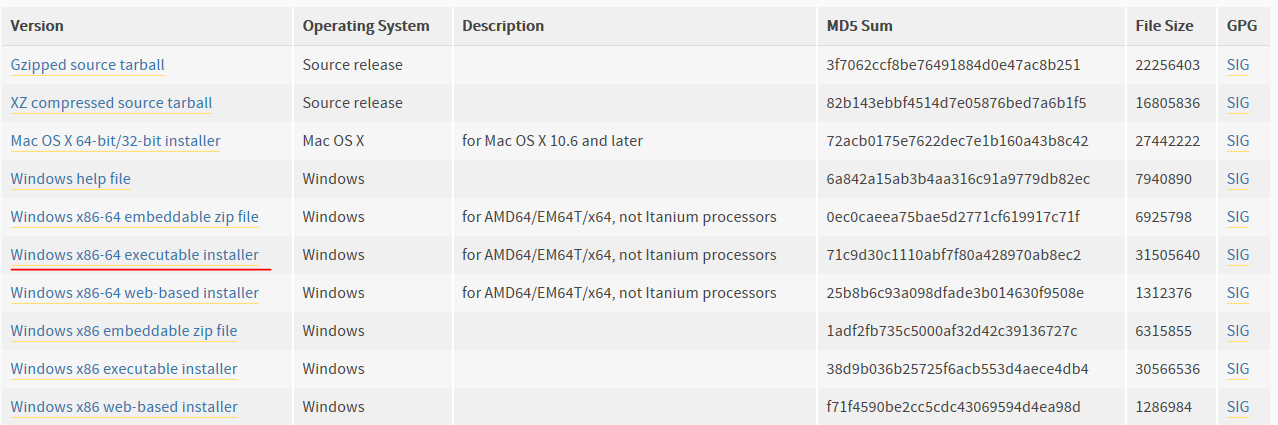 Version Operating System Description MD5 Sum File Size GPG
Gzipped source tarball Source release 3f7062ccf8be76491884d0e47ac8b251 22256403 SIG
XZ compressed source tarball Source release 82b143ebbf4514d7e05876bed7a6b1f5 16805836 SIG
Mac OS X 64-bit/32-bit installer Mac OS X for Mac OS X 10.6 and later 72acb0175e7622dec7e1b160a43b8c42 27442222 SIG
Windows help file Windows 6a842a15ab3b4aa316c91a9779db82ec 7940890 SIG
Windows x86-64 embeddable zip file Windows for AMD64/EM64T/x64, not Itanium processors 0ec0caeea75bae5d2771cf619917c71f 6925798 SIG
Windows x86-64 executable installer Windows for AMD64/EM64T/x64, not Itanium processors 71c9d30c1110abf7f80a428970ab8ec2 31505640 SIG
Windows x86-64 web-based installer Windows for AMD64/EM64T/x64, not Itanium processors 25b8b6c93a098dfade3b014630f9508e 1312376 SIG
Windows x86 embeddable zip file Windows 1adf2fb735c5000af32d42c39136727c 6315855 SIG
Windows x86 executable installer Windows 38d9b036b25725f6acb553d4aece4db4 30566536 SIG
Windows x86 web-based installer Windows f71f4590be2cc5cdc43069594d4ea98d 1286984 SIG